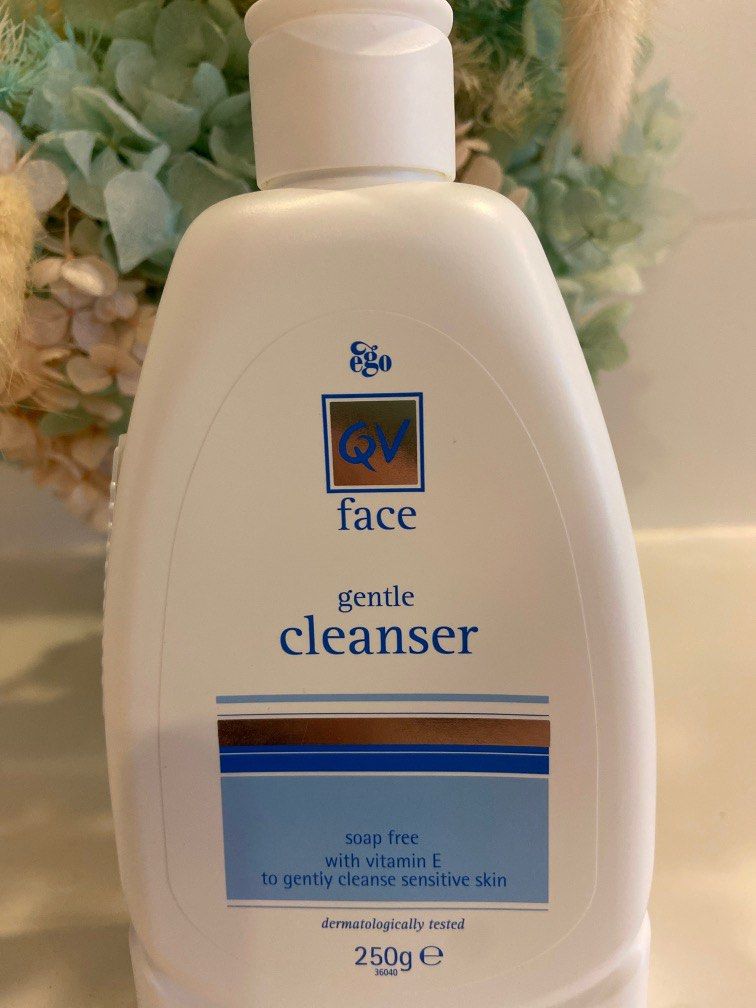 ego
QV
face
gentle
cleanser
soap free
with vitamin E
to gently cleanse sensitive skin
dermatologically tested
250g ℮
36040